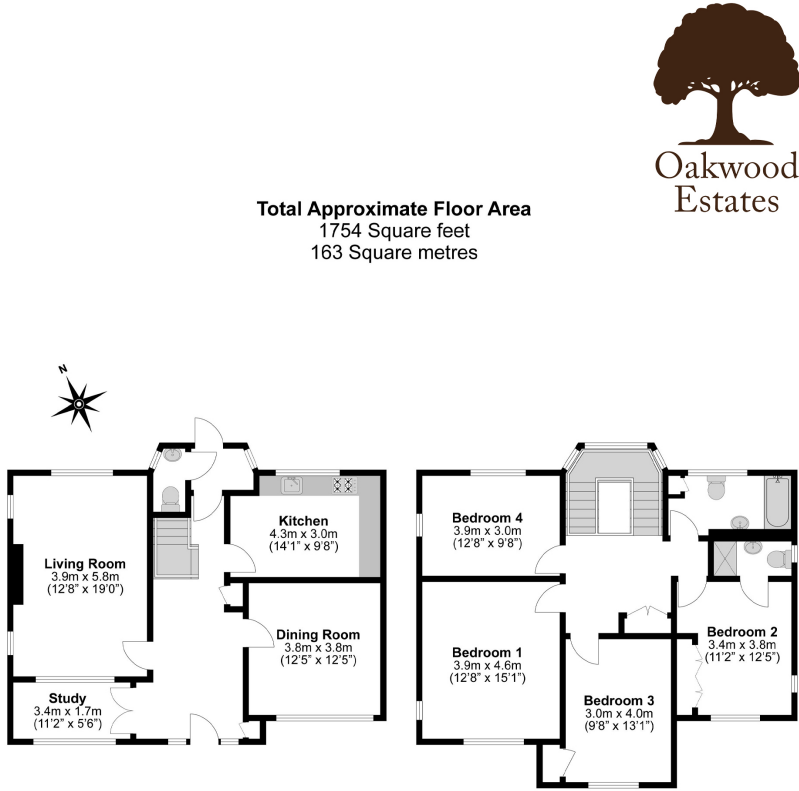 Oakwood
Estates
Total Approximate Floor Area
1754 Square feet
163 Square metres
N
Living Room
3.9m x 5.8m
(12'8" x 19'0")
Kitchen
4.3m x 3.0m
(14'1" x 9'8")
Dining Room
3.8m x 3.8m
(12'5" x 12'5")
Study
3.4m x 1.7m
(11'2" x 5'6")
Bedroom 4
3.9m x 3.0m
(12'8" x 9'8")
Bedroom 1
3.9m x 4.6m
(12'8" x 15'1")
Bedroom 2
3.4m x 3.8m
(11'2" x 12'5")
Bedroom 3
3.0m x 4.0m
(9'8" x 13'1")